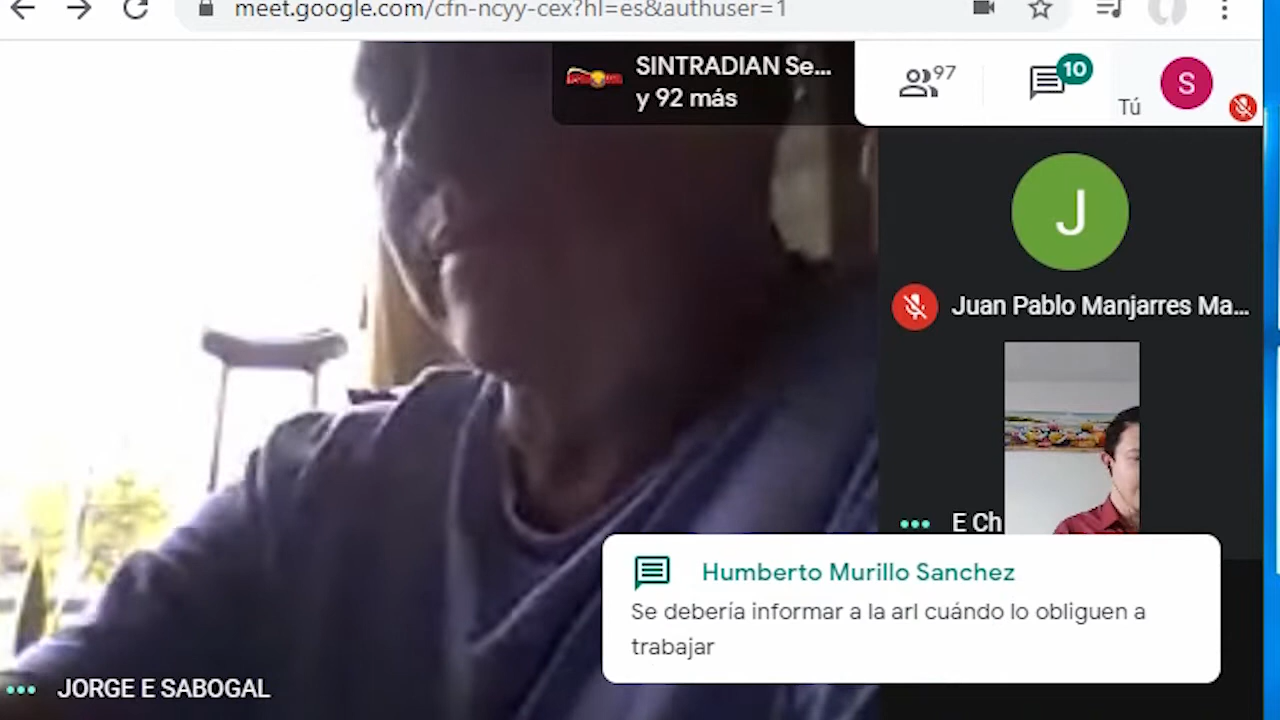 meet.google.com/cfn-ncyy-cex?hl=es&authuser=1
SINTRADIAN Se...
y 92 más
97
10
Tú
S
J
Juan Pablo Manjarres Ma...
E Ch
Humberto Murillo Sanchez
Se debería informar a la arl cuándo lo obliguen a
trabajar
JORGE E SABOGAL